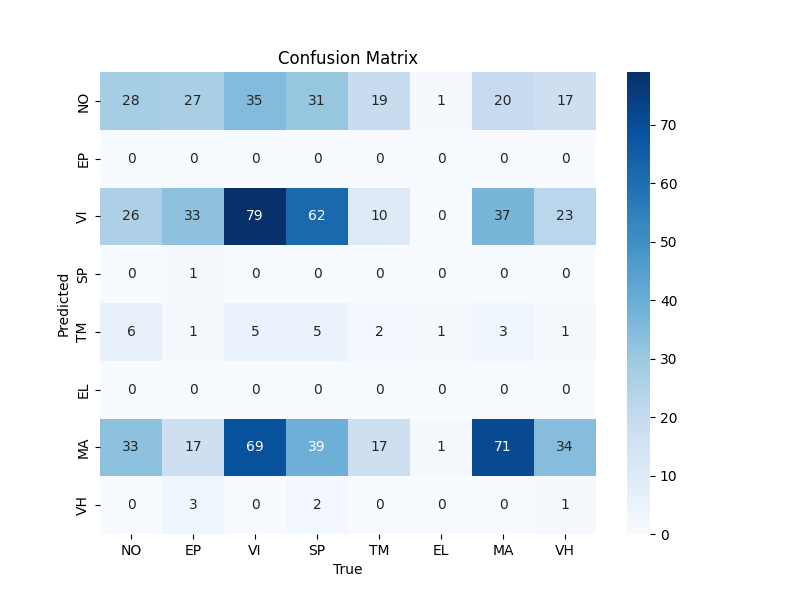 Confusion Matrix
NO 28 27 35 31 19 1 20 17
EP 0 0 0 0 0 0 0 0
VI 26 33 79 62 10 0 37 23
SP 0 1 0 0 0 0 0 0
TM 6 1 5 5 2 1 3 1
EL 0 0 0 0 0 0 0 0
MA 33 17 69 39 17 1 71 34
VH 0 3 0 2 0 0 0 1
NO EP VI SP TM EL MA VH
True
Predicted
70
60
50
40
30
20
10
0